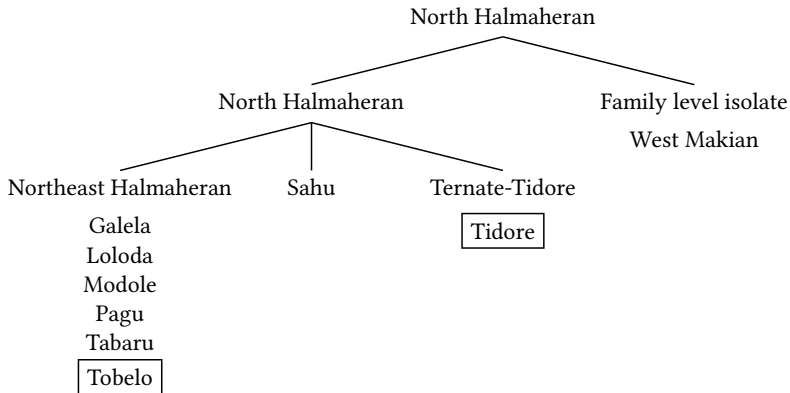 North Halmaheran
North Halmaheran
Family level isolate
West Makian
Northeast Halmaheran
Sahu
Ternate-Tidore
Galela
Loloda
Modole
Pagu
Tabaru
Tobelo
Tidore